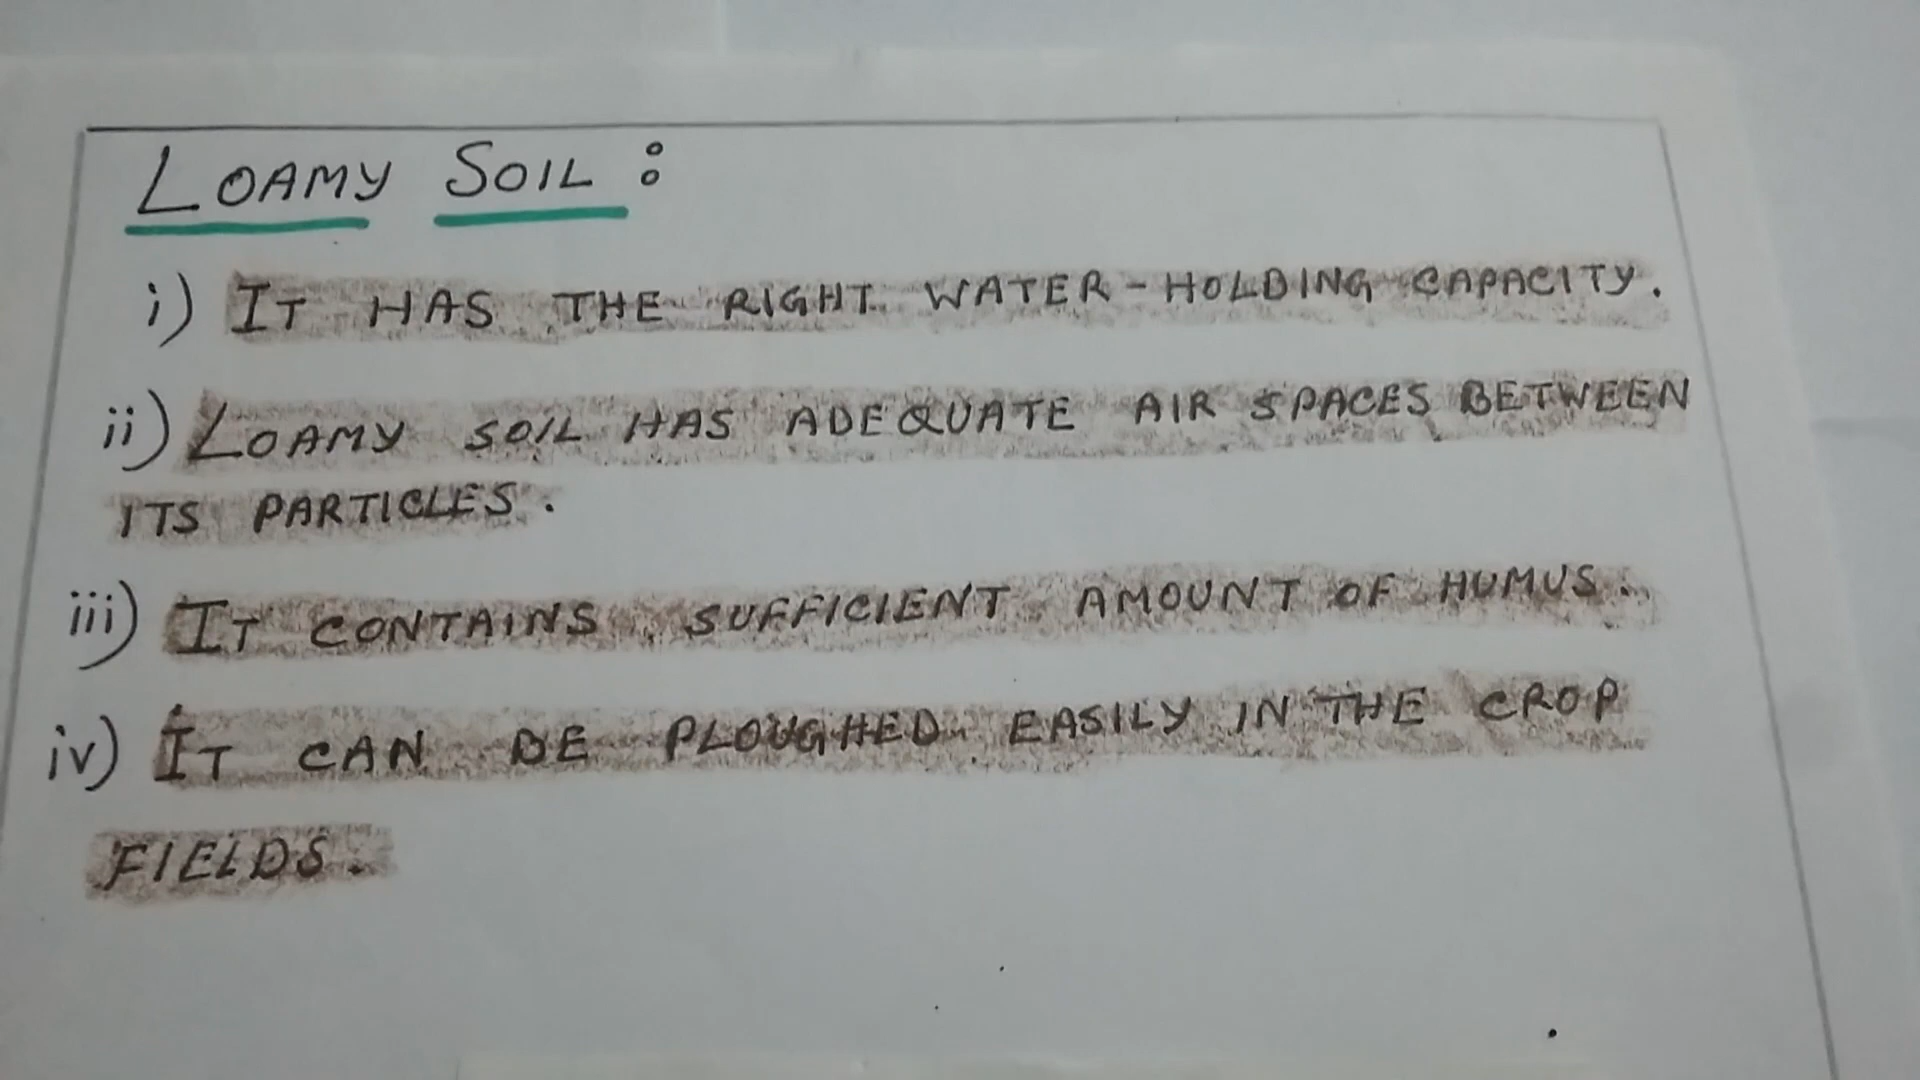 LOAMY SOIL :
i) IT HAS THE RIGHT WATER-HOLDING CAPACITY.
ii) LOAMY SOIL HAS ADEQUATE AIR SPACES BETWEEN
ITS PARTICLES.
iii) IT CONTAINS SUFFICIENT AMOUNT OF HUMUS.
iv) IT CAN BE PLOUGHED EASILY IN THE CROP
FIELDS.